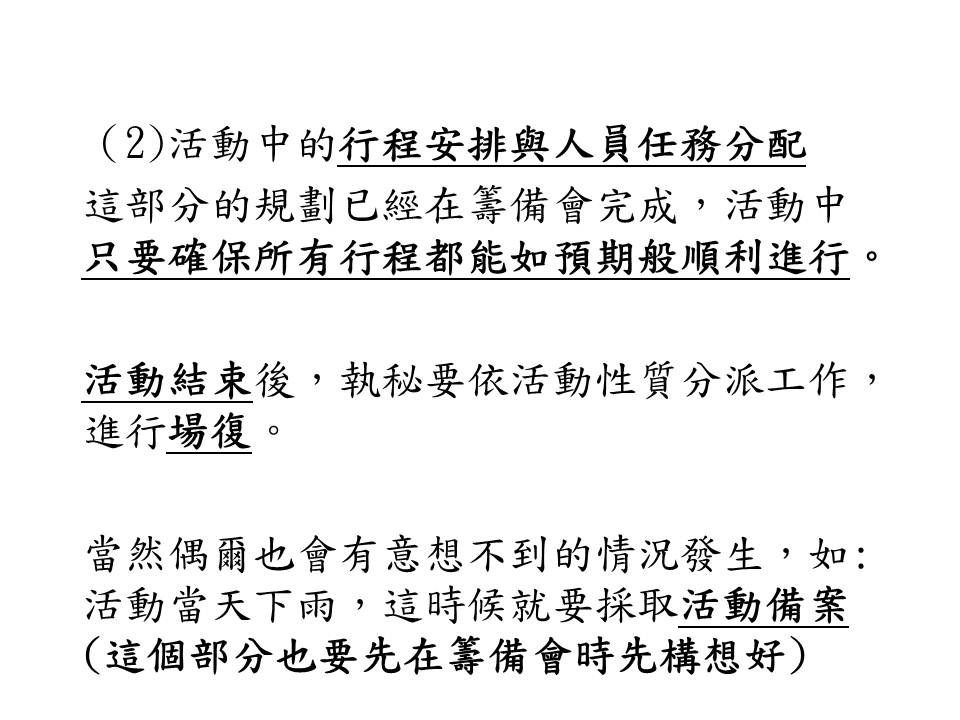 (2)活動中的行程安排與人員任務分配
這部分的規劃已經在籌備會完成，活動中
只要確保所有行程都能如預期般順利進行。
活動結束後，執秘要依活動性質分派工作，
進行場復。
當然偶爾也會有意想不到的情況發生，如:
活動當天下雨，這時候就要採取活動備案
(這個部分也要先在籌備會時先構想好)